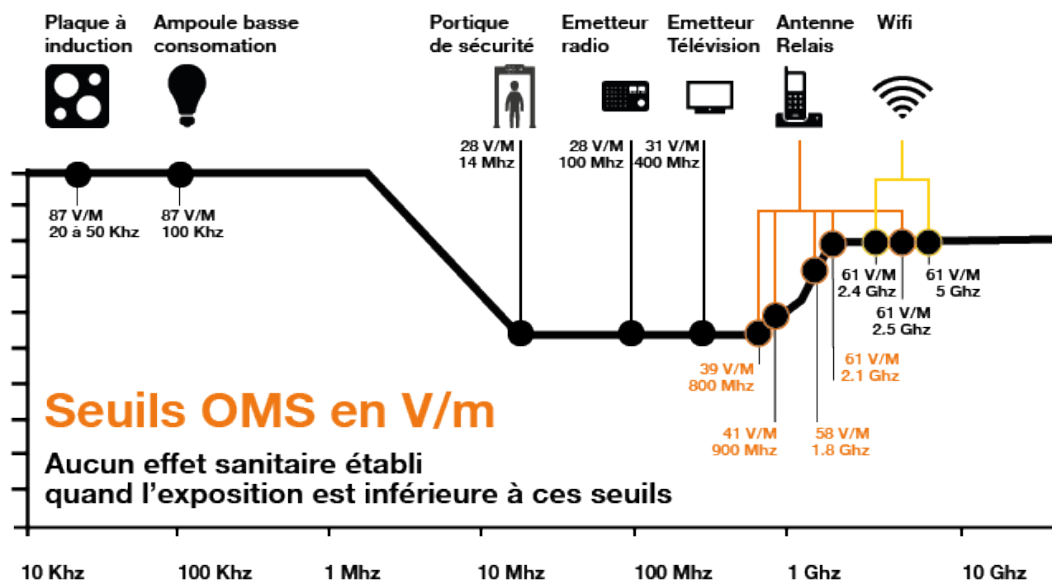 Plaque à
induction
Ampoule basse
consomation
Portique
de sécurité
Emetteur
radio
Emetteur
Télévision
Antenne
Relais
Wifi
28 V/M
14 Mhz
28 V/M
100 Mhz
31 V/M
400 Mhz
87 V/M
20 à 50 Khz
87 V/M
100 Khz
61 V/M
2.4 Ghz
61 V/M
5 Ghz
61 V/M
2.5 Ghz
39 V/M
800 Mhz
61 V/M
2.1 Ghz
41 V/M
900 Mhz
58 V/M
1.8 Ghz
Seuils OMS en V/m
Aucun effet sanitaire établi
quand l'exposition est inférieure à ces seuils
10 Khz
100 Khz
1 Mhz
10 Mhz
100 Mhz
1 Ghz
10 Ghz